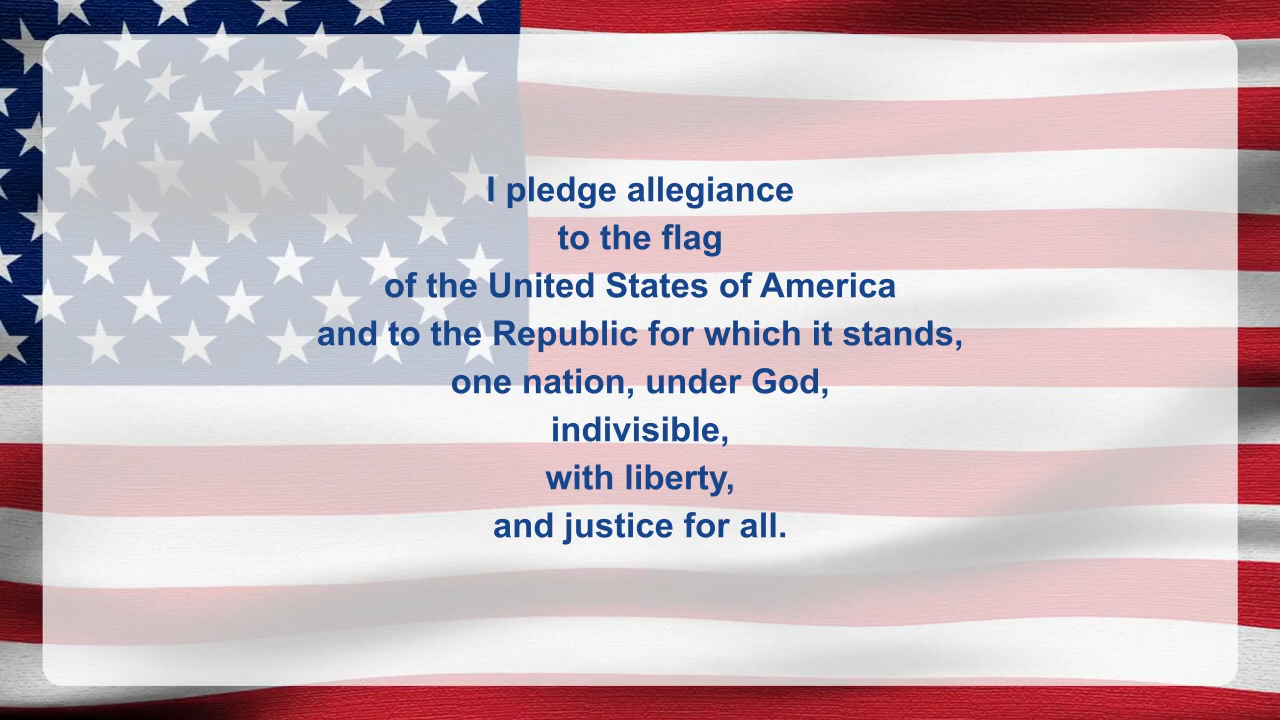 I pledge allegiance
to the flag
of the United States of America
and to the Republic for which it stands,
one nation, under God,
indivisible,
with liberty,
and justice for all.